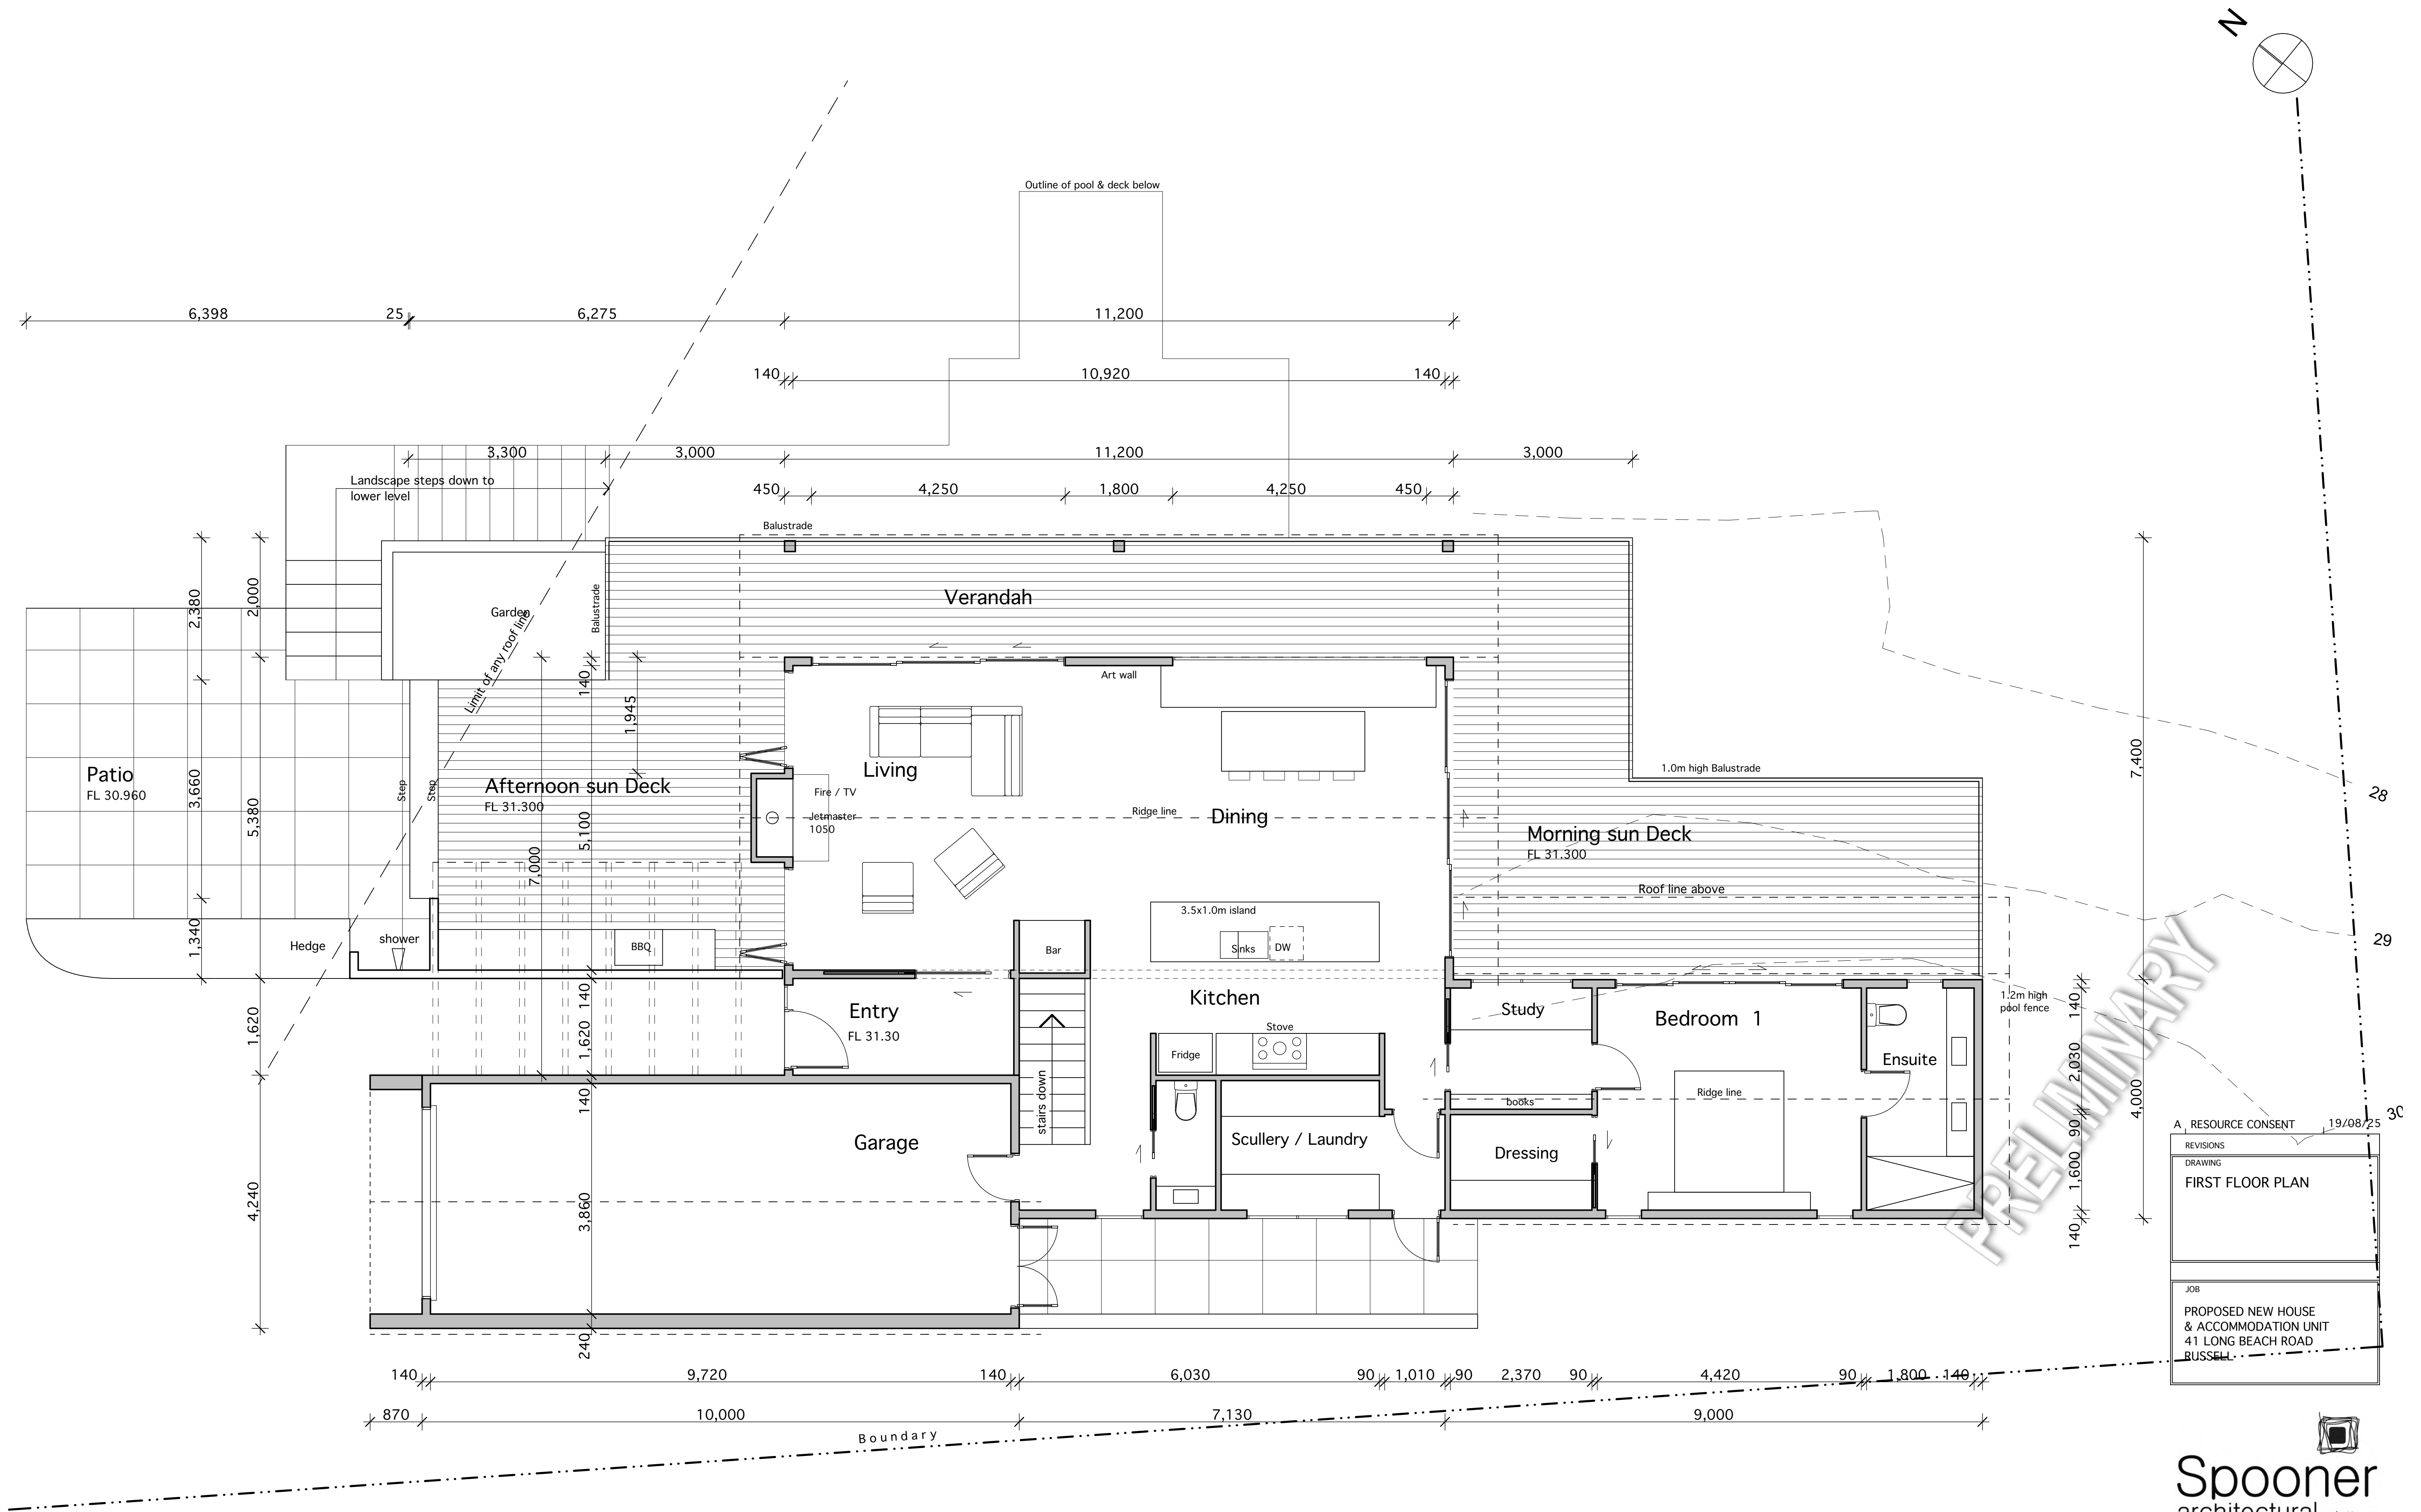 N
Outline of pool & deck below
6,398
25
6,275
11,200
140
10,920
140
3,300
3,000
11,200
3,000
Landscape steps down to
lower level
450
4,250
1,800
4,250
450
Balustrade
2,380
2,000
Garden
Balustrade
Verandah
Limit of any roof line
140
1,945
Art wall
Patio
FL 30.960
3,660
5,380
Step
Step
Afternoon sun Deck
FL 31.300
7,000
5,100
Living
Fire / TV
Jetmaster
1050
Ridge line
Dining
1.0m high Balustrade
7,400
28
Morning sun Deck
FL 31.300
Roof line above
29
3.5x1.0m island
Sinks
DW
1,340
Hedge
shower
BBQ
Bar
Kitchen
1,620
140
1,620
Entry
FL 31.30
stairs down
Fridge
Stove
Study
Bedroom 1
Ensuite
1.2m high
pool fence
140
2,030
90
1,600
140
4,000
30
books
Ridge line
4,240
140
3,860
240
Garage
Scullery / Laundry
Dressing
PRELIMINARY
A RESOURCE CONSENT 19/08/25
REVISIONS
DRAWING
FIRST FLOOR PLAN
JOB
PROPOSED NEW HOUSE
& ACCOMMODATION UNIT
41 LONG BEACH ROAD
RUSSELL
140
9,720
140
6,030
90
1,010
90
2,370
90
4,420
90
1,800
140
870
10,000
7,130
9,000
Boundary
Spooner
architectural